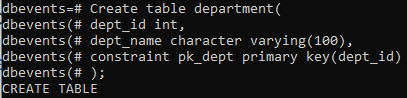 dbevents=# Create table department(
dbevents(# dept_id int,
dbevents(# dept_name character varying(100),
dbevents(# constraint pk_dept primary key(dept_id)
dbevents(# );
CREATE TABLE